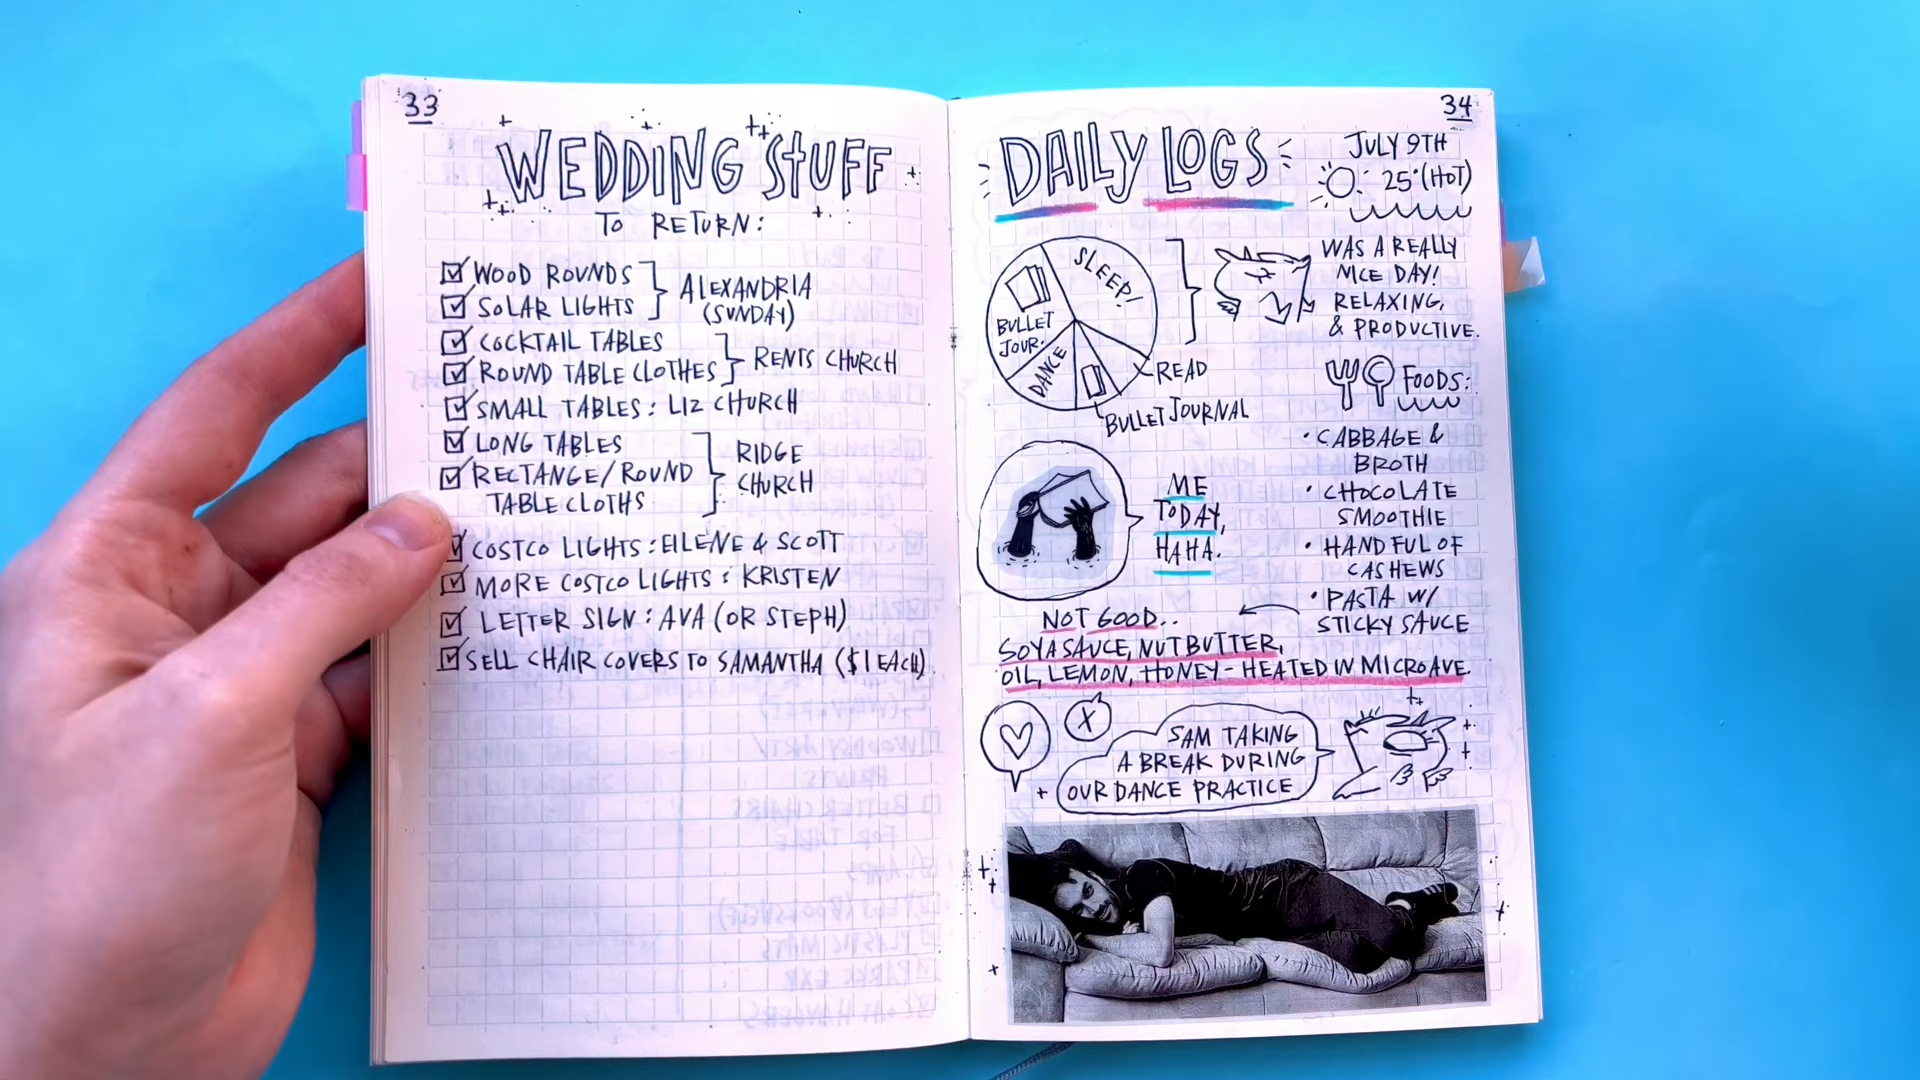 33
WEDDING STUFF
TO RETURN:
WOOD ROUNDS
SOLAR LIGHTS
ALEXANDRIA
(SUNDAY)
COCKTAIL TABLES
ROUND TABLE CLOTHES
RENTS CHURCH
SMALL TABLES: LIZ CHURCH
LONG TABLES
RECTANGE/ROUND
TABLE CLOTHS
RIDGE
CHURCH
COSTCO LIGHTS: EILENE & SCOTT
MORE COSTCO LIGHTS: KRISTEN
LETTER SIGN: AVA (OR STEPH)
SELL CHAIR COVERS TO SAMANTHA ($1 EACH)
34
DAILY LOGS
JULY 9TH
25° (HOT)
SLEEP!
BULLET
JOUR.
DANCE
READ
BULLET JOURNAL
WAS A REALLY
NICE DAY!
RELAXING,
& PRODUCTIVE.
FOODS:
• CABBAGE &
BROTH
• CHOCOLATE
SMOOTHIE
• HANDFUL OF
CASHEWS
• PASTA W/
STICKY SAUCE
ME
TODAY,
HAHA.
NOT GOOD..
SOYA SAUCE, NUT BUTTER,
OIL, LEMON, HONEY - HEATED IN MICROAVE.
SAM TAKING
A BREAK DURING
OUR DANCE PRACTICE